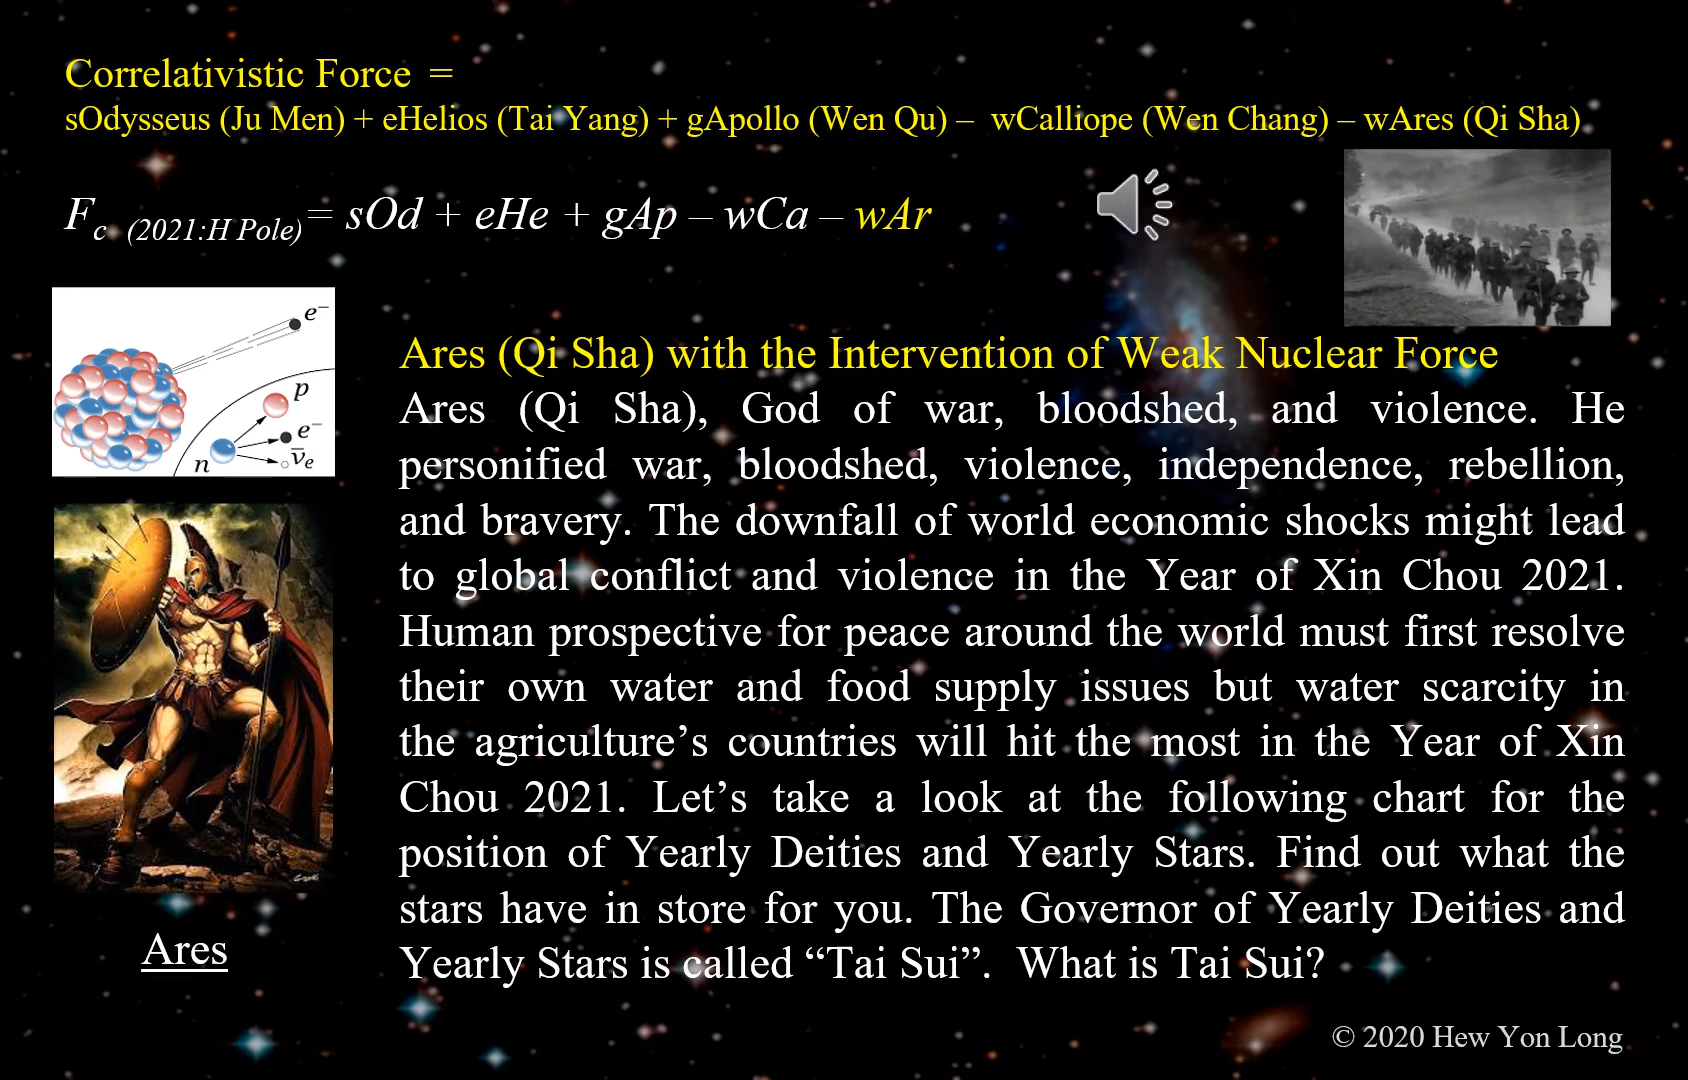 Correlativistic Force =
sOdysseus (Ju Men) + eHelios (Tai Yang) + gApollo (Wen Qu) – wCalliope (Wen Chang) – wAres (Qi Sha)
Fc (2021:H Pole) = sOd + eHe + gAp – wCa – wAr
e−
p
e−
n
ν̅e
Ares (Qi Sha) with the Intervention of Weak Nuclear Force
Ares (Qi Sha), God of war, bloodshed, and violence. He
personified war, bloodshed, violence, independence, rebellion,
and bravery. The downfall of world economic shocks might lead
to global conflict and violence in the Year of Xin Chou 2021.
Human prospective for peace around the world must first resolve
their own water and food supply issues but water scarcity in
the agriculture’s countries will hit the most in the Year of Xin
Chou 2021. Let’s take a look at the following chart for the
position of Yearly Deities and Yearly Stars. Find out what the
stars have in store for you. The Governor of Yearly Deities and
Yearly Stars is called “Tai Sui”. What is Tai Sui?
Ares
© 2020 Hew Yon Long